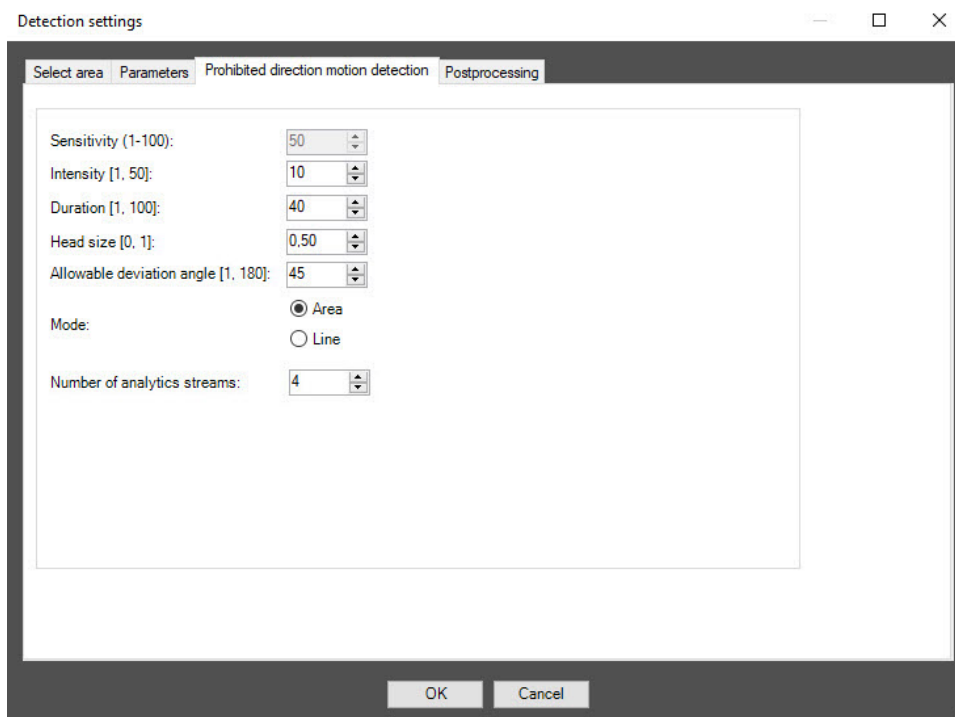 Detection settings
Select area Parameters Prohibited direction motion detection Postprocessing
Sensitivity (1-100): 50
Intensity [1, 50]: 10
Duration [1, 100]: 40
Head size [0, 1]: 0,50
Allowable deviation angle [1, 180]: 45
Mode:
Area
Line
Number of analytics streams: 4
OK Cancel